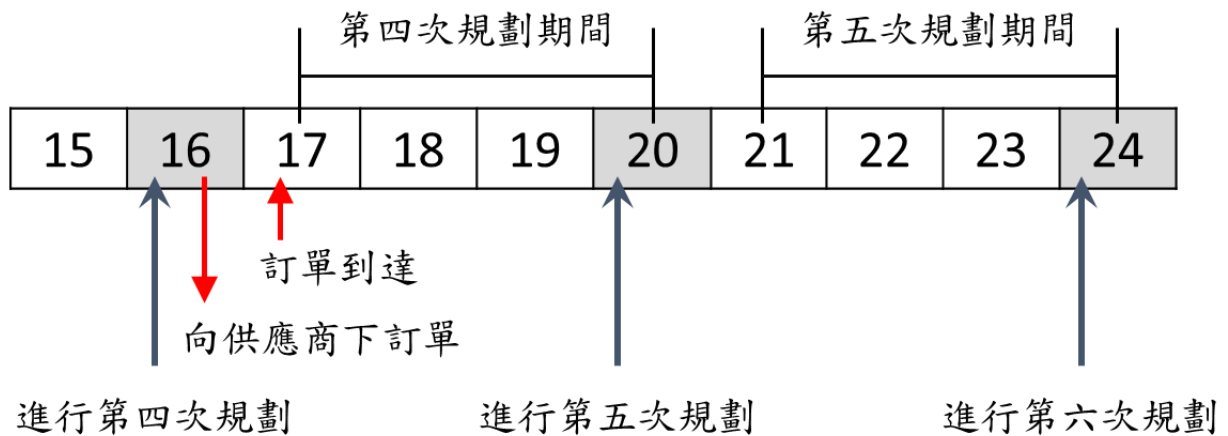 第四次規劃期間 第五次規劃期間
15 16 17 18 19 20 21 22 23 24
訂單到達
向供應商下訂單
進行第四次規劃 進行第五次規劃 進行第六次規劃